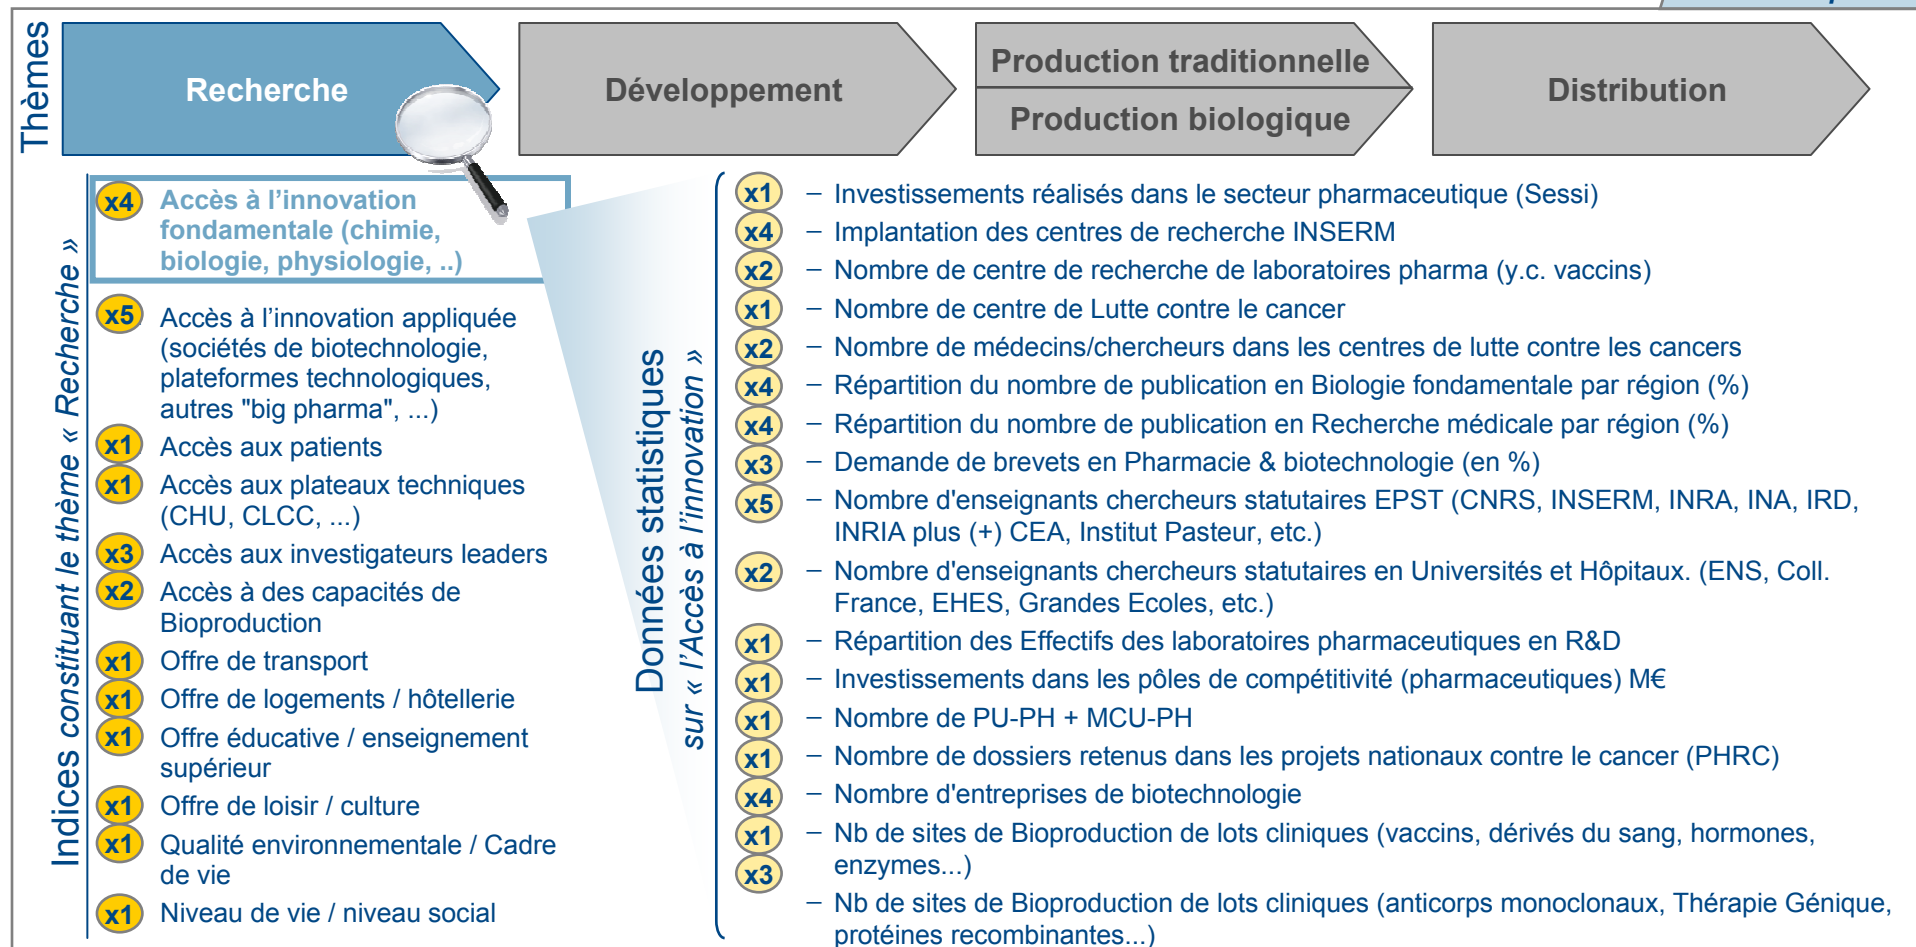 Thèmes
Recherche
Développement
Production traditionnelle
Production biologique
Distribution
Indices constituant le thème « Recherche »
x4 Accès à l'innovation
fondamentale (chimie,
biologie, physiologie, ..)
x5 Accès à l'innovation appliquée
(sociétés de biotechnologie,
plateformes technologiques,
autres "big pharma", ...)
x1 Accès aux patients
x1 Accès aux plateaux techniques
(CHU, CLCC, ...)
x3 Accès aux investigateurs leaders
x2 Accès à des capacités de
Bioproduction
x1 Offre de transport
x1 Offre de logements / hôtellerie
x1 Offre éducative / enseignement
supérieur
x1 Offre de loisir / culture
x1 Qualité environnementale / Cadre
de vie
x1 Niveau de vie / niveau social
Données statistiques
sur « l'Accès à l'innovation »
x1 – Investissements réalisés dans le secteur pharmaceutique (Sessi)
x4 – Implantation des centres de recherche INSERM
x2 – Nombre de centre de recherche de laboratoires pharma (y.c. vaccins)
x1 – Nombre de centre de Lutte contre le cancer
x2 – Nombre de médecins/chercheurs dans les centres de lutte contre les cancers
x4 – Répartition du nombre de publication en Biologie fondamentale par région (%)
x4 – Répartition du nombre de publication en Recherche médicale par région (%)
x3 – Demande de brevets en Pharmacie & biotechnologie (en %)
x5 – Nombre d'enseignants chercheurs statutaires EPST (CNRS, INSERM, INRA, INA, IRD,
INRIA plus (+) CEA, Institut Pasteur, etc.)
x2 – Nombre d'enseignants chercheurs statutaires en Universités et Hôpitaux. (ENS, Coll.
France, EHES, Grandes Ecoles, etc.)
x1 – Répartition des Effectifs des laboratoires pharmaceutiques en R&D
x1 – Investissements dans les pôles de compétitivité (pharmaceutiques) M€
x1 – Nombre de PU-PH + MCU-PH
x1 – Nombre de dossiers retenus dans les projets nationaux contre le cancer (PHRC)
x4 – Nombre d'entreprises de biotechnologie
x1 – Nb de sites de Bioproduction de lots cliniques (vaccins, dérivés du sang, hormones,
x3 enzymes...)
– Nb de sites de Bioproduction de lots cliniques (anticorps monoclonaux, Thérapie Génique,
protéines recombinantes...)